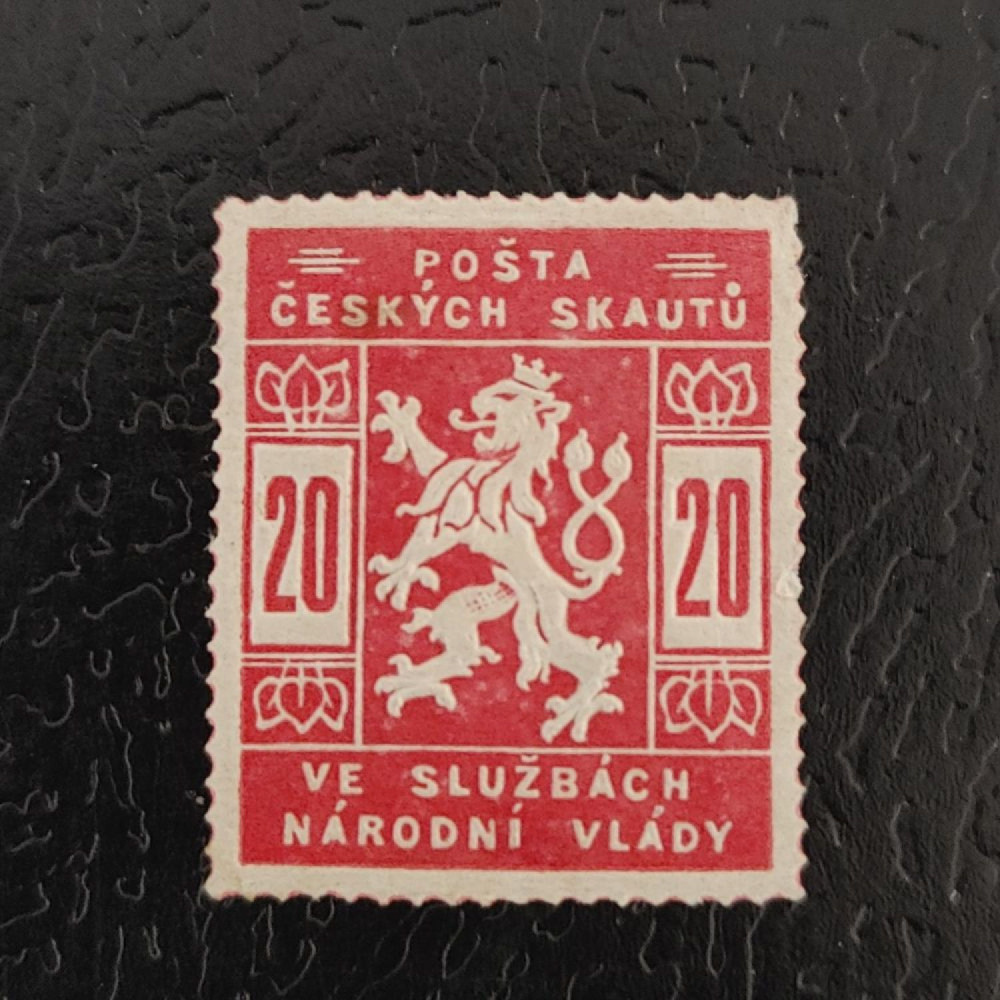 POŠTA
ČESKÝCH SKAUTŮ
20 20
VE SLUŽBÁCH
NÁRODNÍ VLÁDY